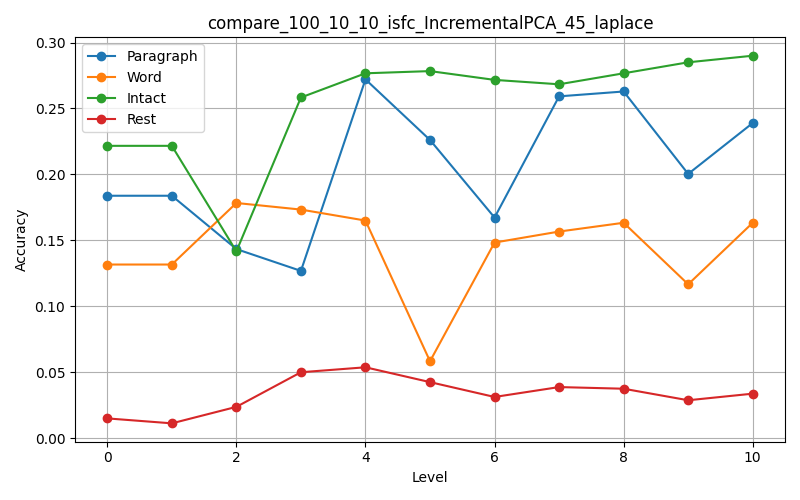 compare_100_10_10_isfc_IncrementalPCA_45_laplace
Paragraph
Word
Intact
Rest
Accuracy
0.30
0.25
0.20
0.15
0.10
0.05
0.00
0 2 4 6 8 10
Level